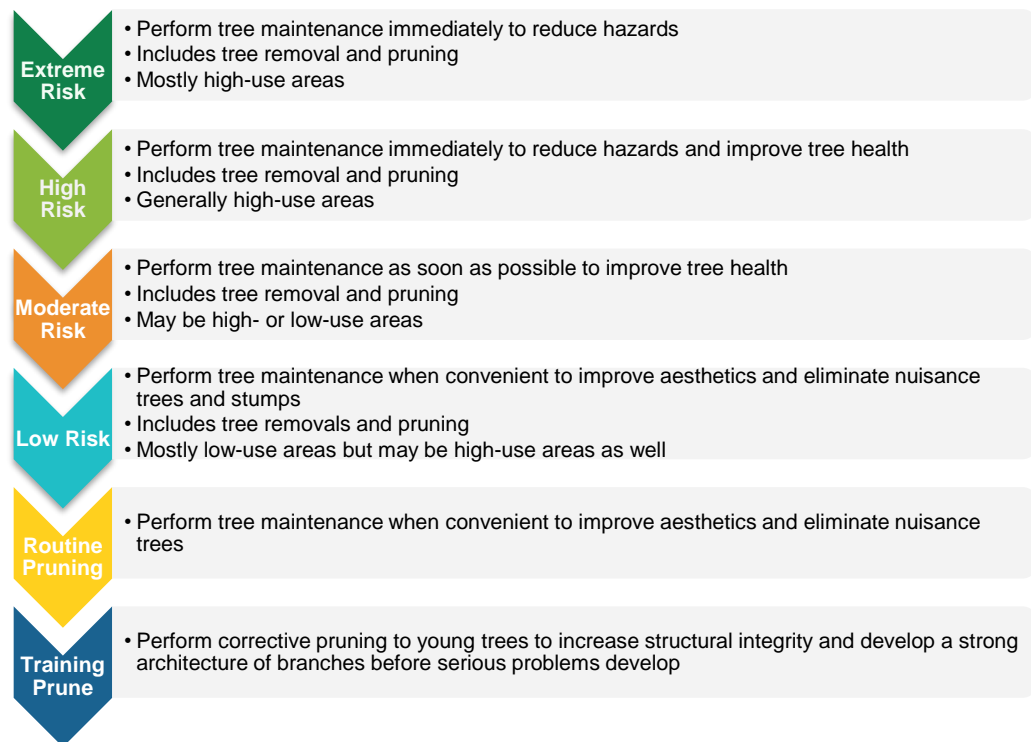 Extreme
Risk
• Perform tree maintenance immediately to reduce hazards
• Includes tree removal and pruning
• Mostly high-use areas
High
Risk
• Perform tree maintenance immediately to reduce hazards and improve tree health
• Includes tree removal and pruning
• Generally high-use areas
Moderate
Risk
• Perform tree maintenance as soon as possible to improve tree health
• Includes tree removal and pruning
• May be high- or low-use areas
Low Risk
• Perform tree maintenance when convenient to improve aesthetics and eliminate nuisance
trees and stumps
• Includes tree removals and pruning
• Mostly low-use areas but may be high-use areas as well
Routine
Pruning
• Perform tree maintenance when convenient to improve aesthetics and eliminate nuisance
trees
Training
Prune
• Perform corrective pruning to young trees to increase structural integrity and develop a strong
architecture of branches before serious problems develop